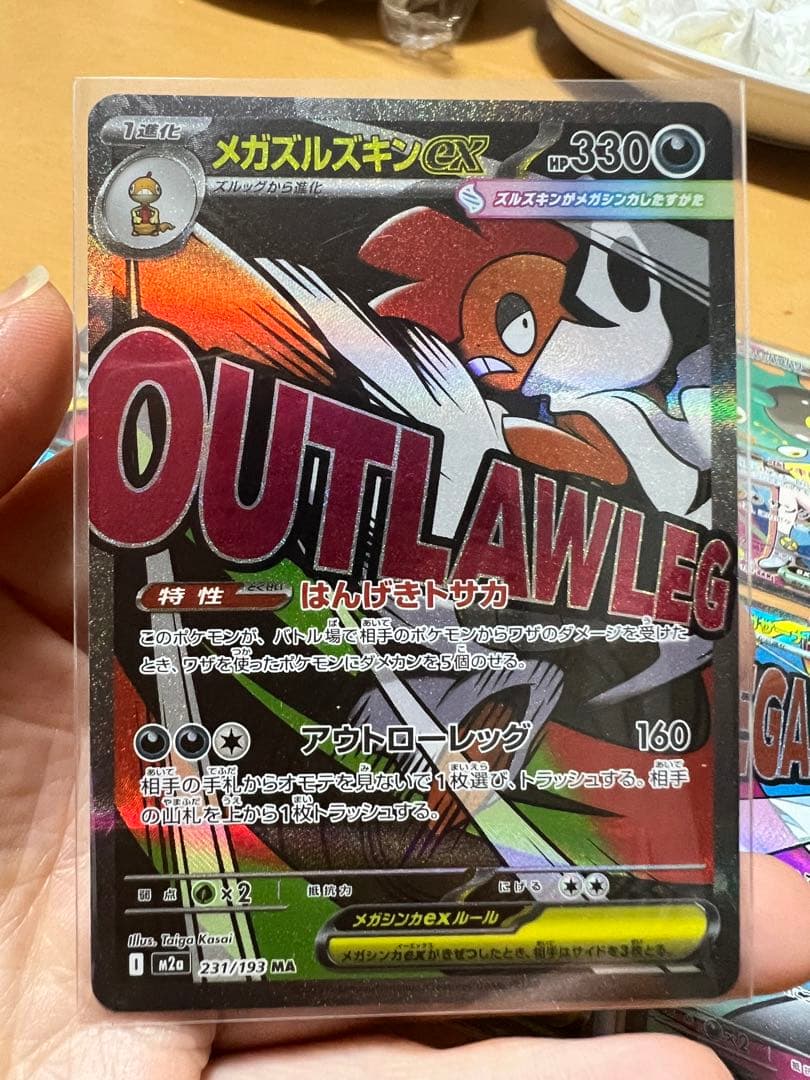 1進化
メガズルズキンex
HP330
ズルッグから進化
ズルズキンがメガシンカしたすがた
OUTLAW LEG
特性
とくせい
はんげきトサカ
このポケモンが、バトル場で相手のポケモンからワザのダメージを受けた
とき、ワザを使ったポケモンにダメカンを5個のせる。
アウトローレッグ 160
相手の手札からオモテを見ないで1枚選び、トラッシュする。相手
の山札を上から1枚トラッシュする。
弱点 ×2 抵抗力 にげる
メガシンカexルール
メガシンカexがきぜつしたとき、相手はサイドを3枚とる。
Illus. Taiga Kasai
I m2a 231/193 MA
EGA
×2